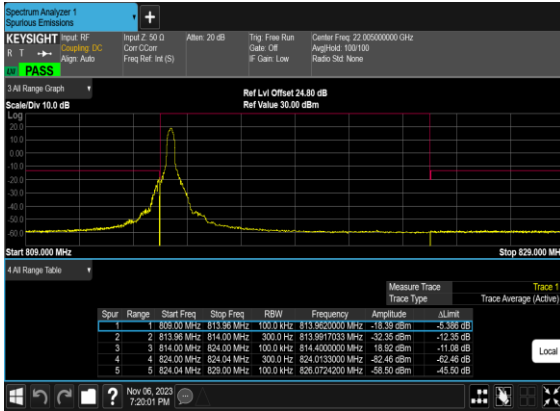 Spectrum Analyzer 1
Spurious Emissions
+
KEYSIGHT
R T
Input: RF
Coupling: DC
Align: Auto
Input Z: 50 Ω
Corr CCorr
Freq Ref: Int (S)
Atten: 20 dB
Trig: Free Run
Gate: Off
IF Gain: Low
Center Freq: 22.005000000 GHz
Avg|Hold: 100/100
Radio Std: None
PASS
3 All Range Graph
Scale/Div 10.0 dB
Ref Lvl Offset 24.80 dB
Ref Value 30.00 dBm
Log
20.0
10.0
0.00
-10.0
-20.0
-30.0
-40.0
-50.0
-60.0
Start 809.000 MHz
Stop 829.000 MH
4 All Range Table
Measure Trace Trace 1
Trace Type Trace Average (Active)
Spur Range Start Freq Stop Freq RBW Frequency Amplitude ΔLimit
1 1 809.00 MHz 813.96 MHz 100.0 kHz 813.9620000 MHz -18.39 dBm -5.386 dB
2 2 813.96 MHz 814.00 MHz 300.0 Hz 813.9917033 MHz -32.35 dBm -12.35 dB
3 3 814.00 MHz 824.00 MHz 100.0 kHz 814.4000000 MHz 18.92 dBm -11.08 dB
4 4 824.00 MHz 824.04 MHz 300.0 Hz 824.0133000 MHz -82.46 dBm -62.46 dB
5 5 824.04 MHz 829.00 MHz 100.0 kHz 826.0724200 MHz -58.50 dBm -45.50 dB
Local
?
Nov 06, 2023
7:20:01 PM